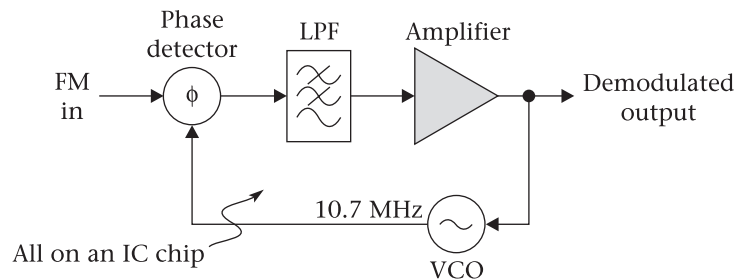 Phase
detector
LPF
Amplifier
FM
in
ϕ
Demodulated
output
10.7 MHz
All on an IC chip
VCO